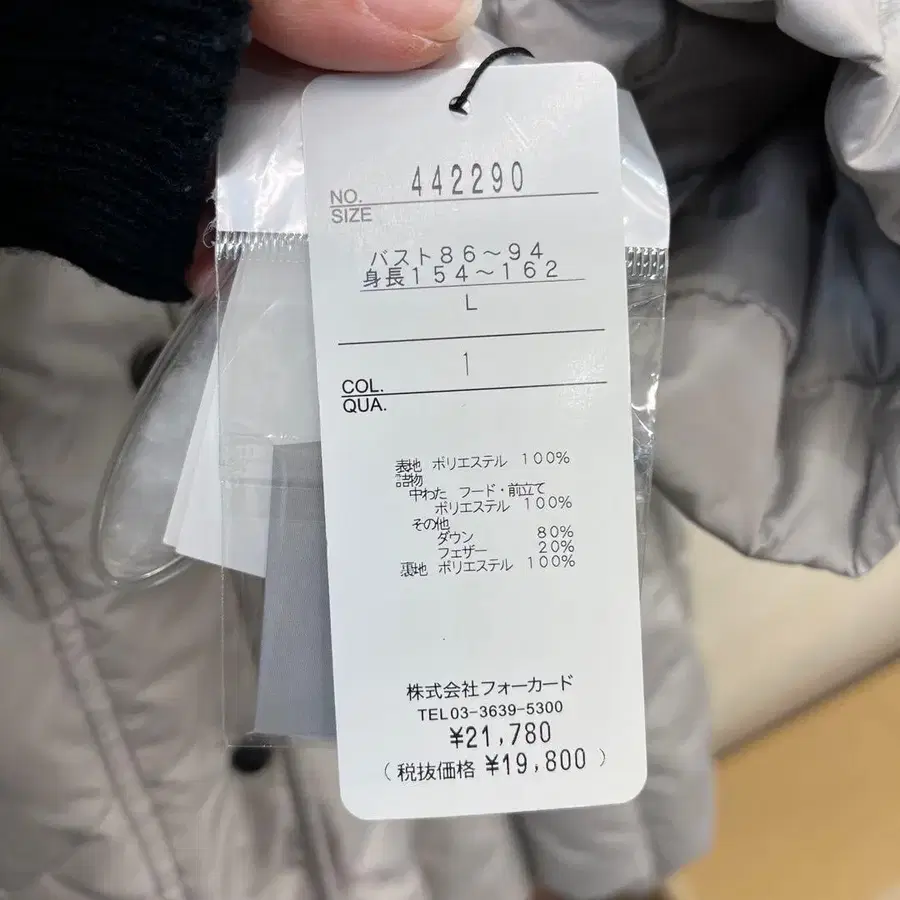 NO. 442290
SIZE
バスト86～94
身長154～162
L
1
COL.
QUA.
表地 ポリエステル 100%
詰物
中わた フード・前立て
ポリエステル 100%
その他
ダウン 80%
フェザー 20%
裏地 ポリエステル 100%
株式会社フォーカード
TEL03-3639-5300
¥21,780
(税抜価格 ¥19,800)